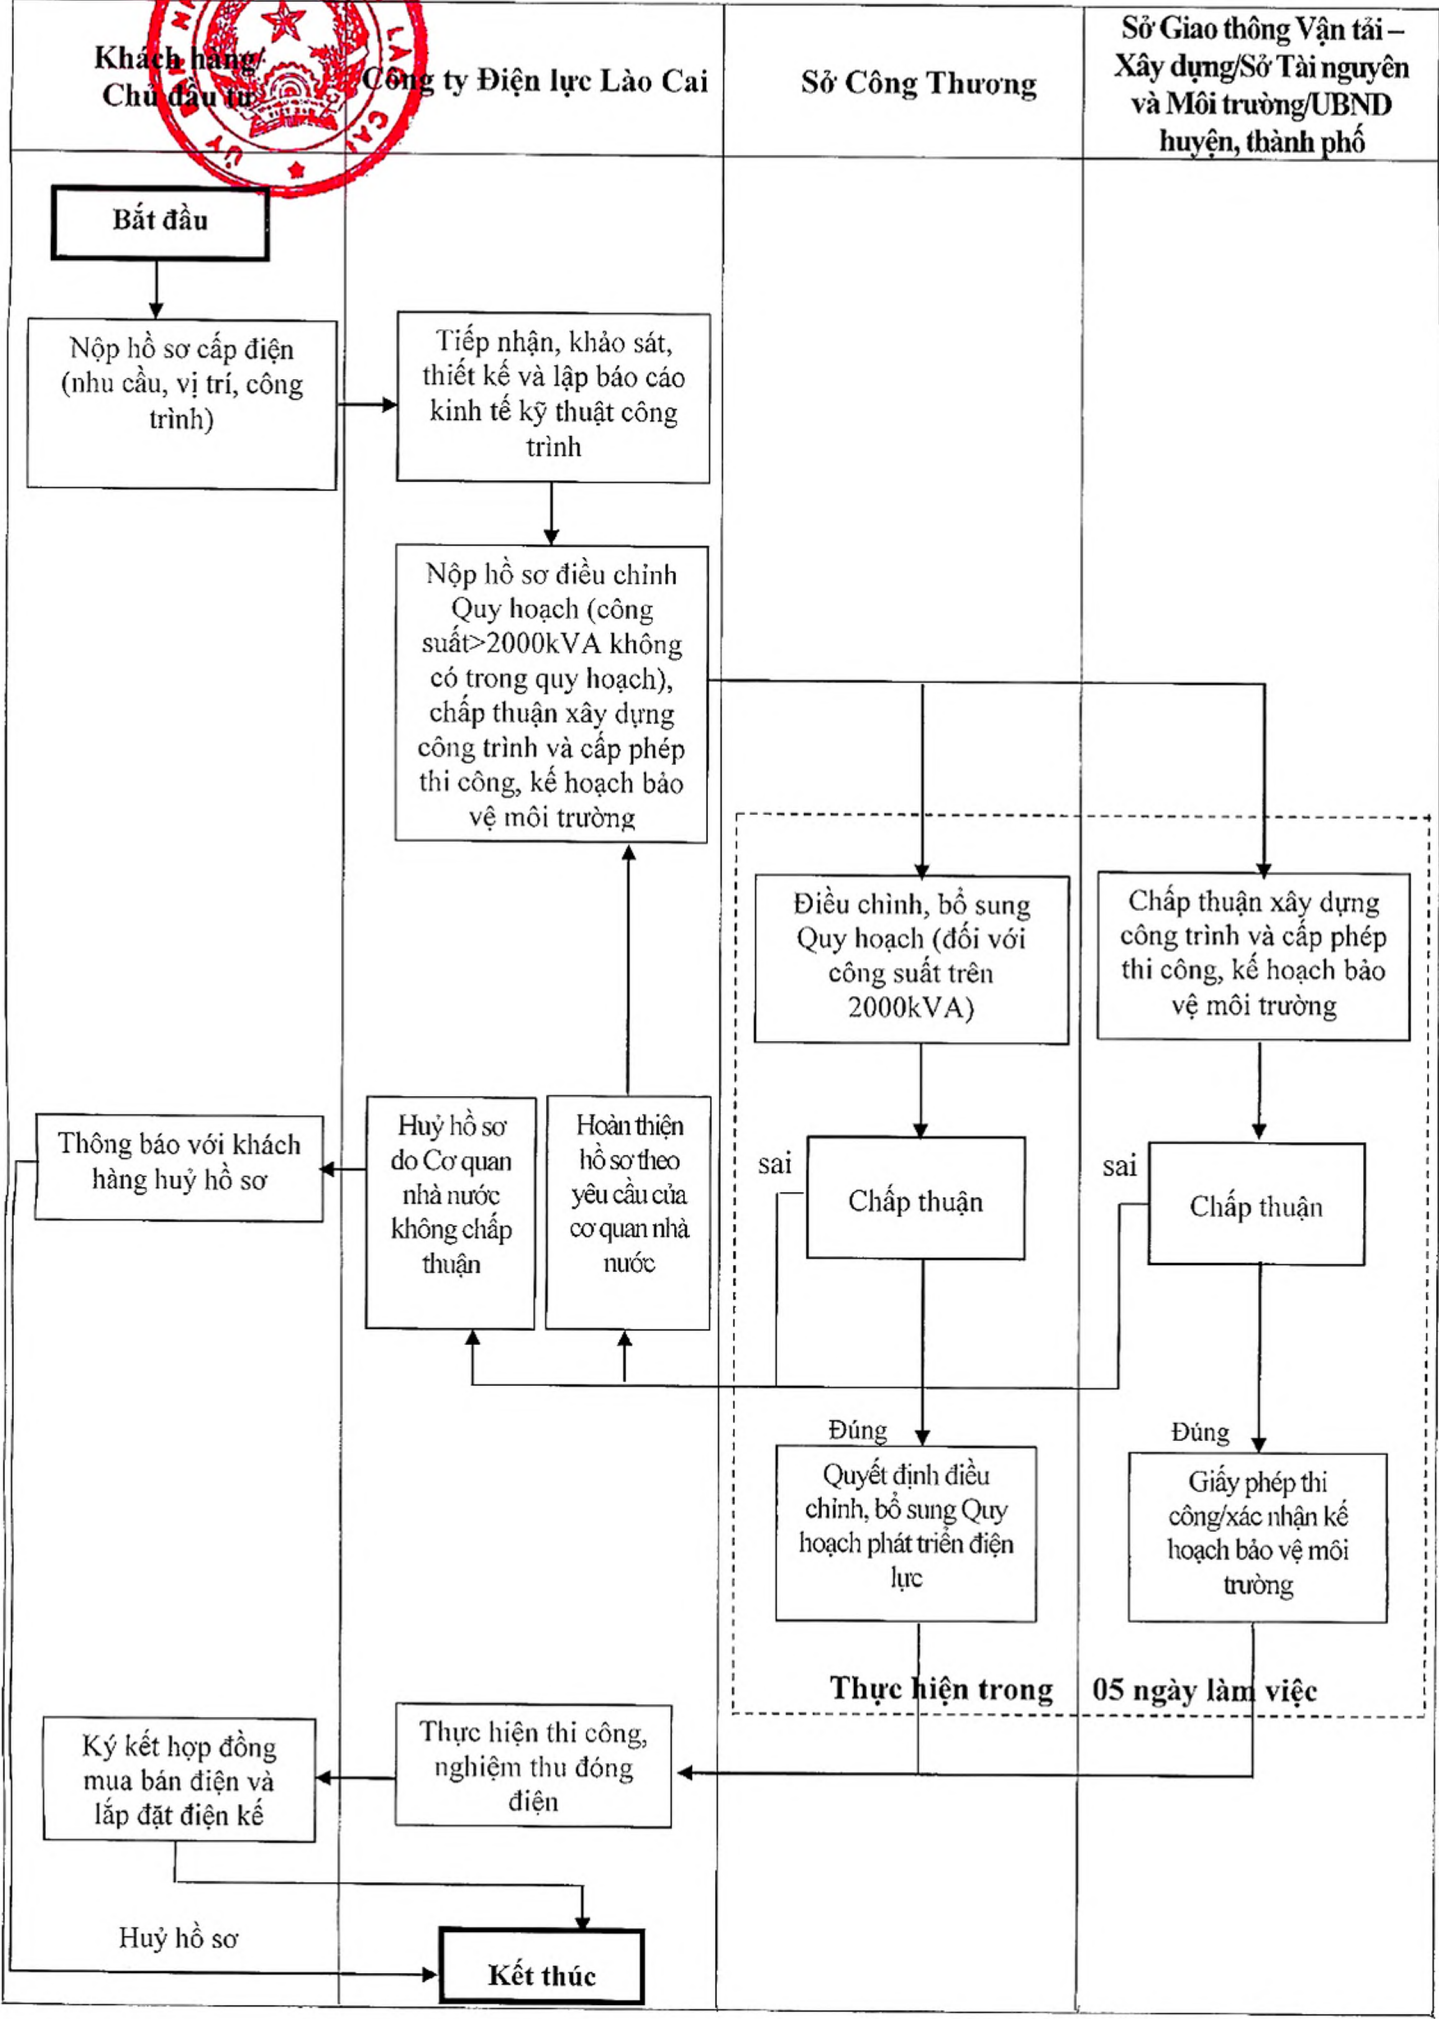 Khách hàng/
Chủ đầu tư
Công ty Điện lực Lào Cai
Sở Công Thương
Sở Giao thông Vận tải –
Xây dựng/Sở Tài nguyên
và Môi trường/UBND
huyện, thành phố
ỦY BAN
LÀO CAI
Bắt đầu
Nộp hồ sơ cấp điện
(nhu cầu, vị trí, công
trình)
Tiếp nhận, khảo sát,
thiết kế và lập báo cáo
kinh tế kỹ thuật công
trình
Nộp hồ sơ điều chỉnh
Quy hoạch (công
suất>2000kVA không
có trong quy hoạch),
chấp thuận xây dựng
công trình và cấp phép
thi công, kế hoạch bảo
vệ môi trường
Điều chỉnh, bổ sung
Quy hoạch (đối với
công suất trên
2000kVA)
Chấp thuận xây dựng
công trình và cấp phép
thi công, kế hoạch bảo
vệ môi trường
Thông báo với khách
hàng huỷ hồ sơ
Huỷ hồ sơ
do Cơ quan
nhà nước
không chấp
thuận
Hoàn thiện
hồ sơ theo
yêu cầu của
cơ quan nhà
nước
sai
Chấp thuận
sai
Chấp thuận
Đúng
Đúng
Quyết định điều
chỉnh, bổ sung Quy
hoạch phát triển điện
lực
Giấy phép thi
công/xác nhận kế
hoạch bảo vệ môi
trường
Thực hiện trong 05 ngày làm việc
Ký kết hợp đồng
mua bán điện và
lắp đặt điện kế
Thực hiện thi công,
nghiệm thu đóng
điện
Huỷ hồ sơ
Kết thúc